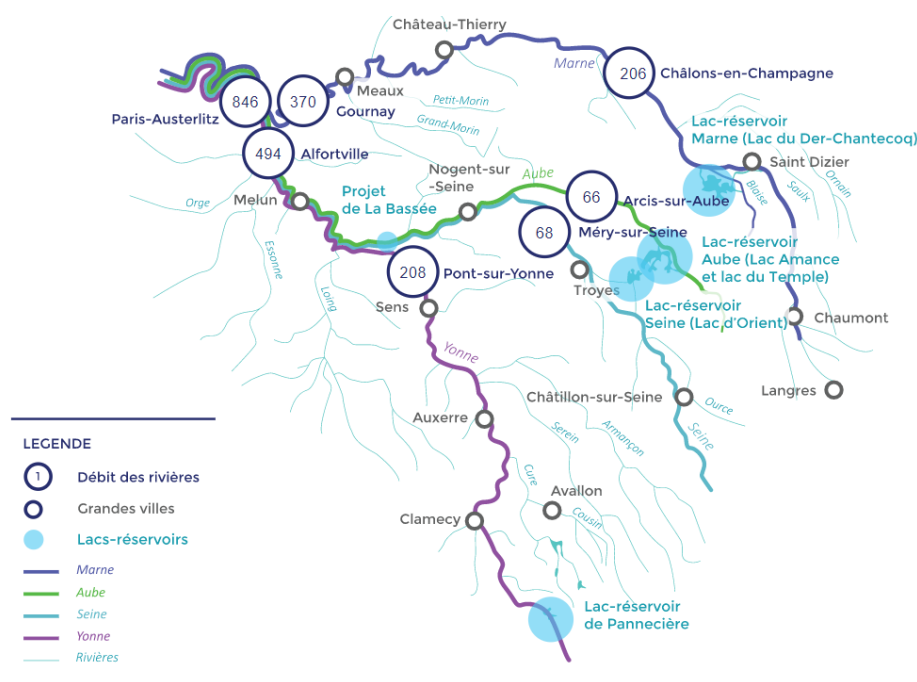 Château-Thierry
Marne
206
Châlons-en-Champagne
Meaux
846
370
Paris-Austerlitz
Gournay
Petit-Morin
Grand-Morin
Lac-réservoir
Marne (Lac du Der-Chantecoq)
494
Alfortville
Saint Dizier
Nogent-sur
-Seine
Aube
Blaise
Saulx
Ornain
Projet
de La Bassée
66
Arcis-sur-Aube
Orge
Melun
68
Méry-sur-Seine
Essonne
Lac-réservoir
Aube (Lac Amance
et lac du Temple)
208
Pont-sur-Yonne
Troyes
Loing
Sens
Lac-réservoir
Seine (Lac d'Orient)
Chaumont
Yonne
Langres
Châtillon-sur-Seine
Ource
Auxerre
Serein
Armançon
Seine
LEGENDE
1
Débit des rivières
Cure
Avallon
Grandes villes
Clamecy
Cousin
Lacs-réservoirs
Marne
Aube
Lac-réservoir
de Pannecière
Seine
Yonne
Rivières